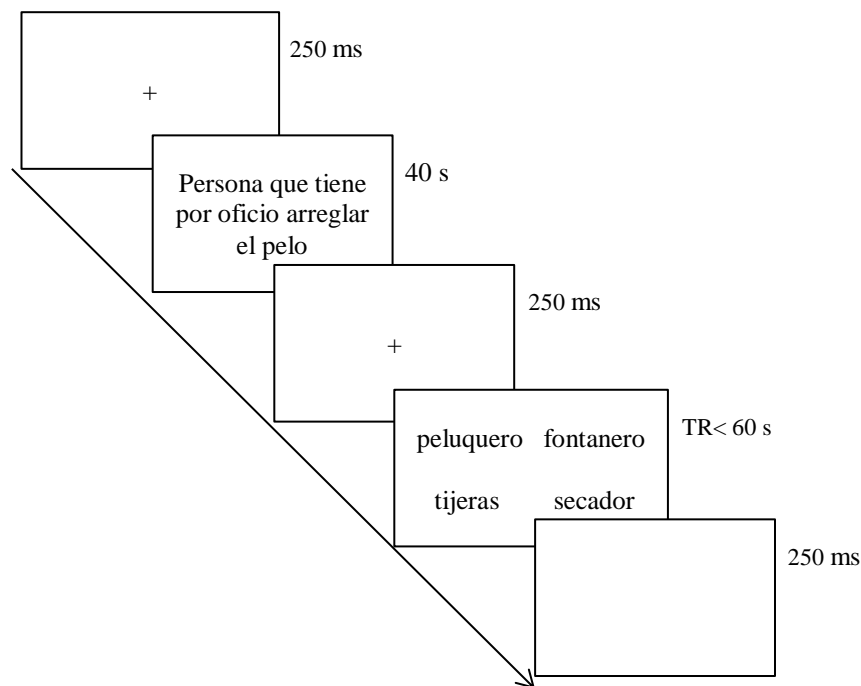 250 ms
+
Persona que tiene
por oficio arreglar
el pelo
40 s
250 ms
+
peluquero fontanero
tijeras secador
TR< 60 s
250 ms